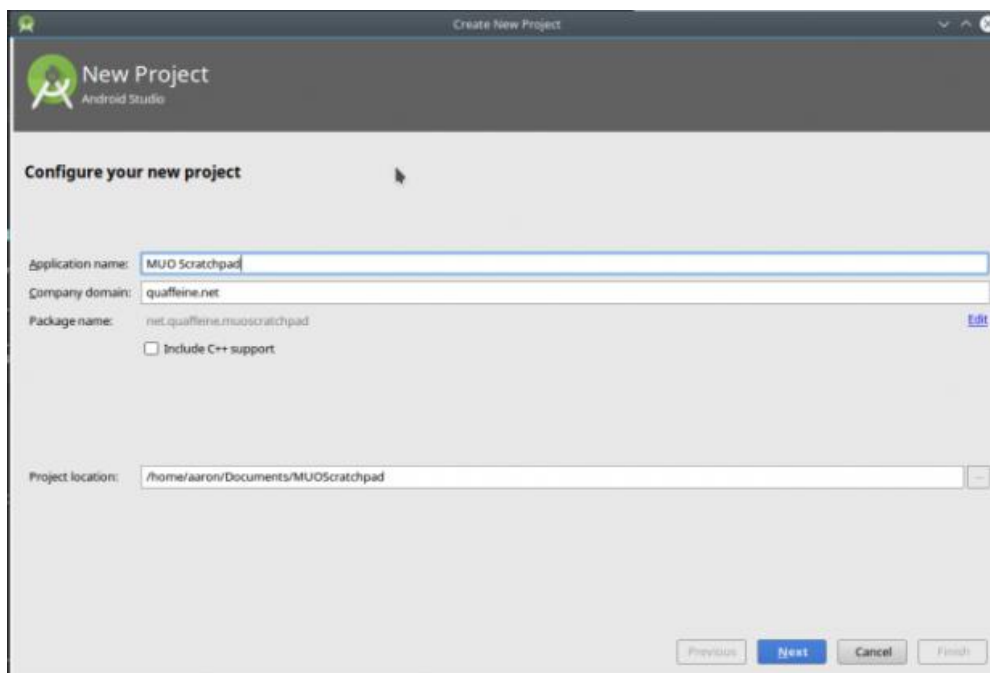 Create New Project
New Project
Android Studio
Configure your new project
Application name: MUO Scratchpad
Company domain: quaffeine.net
Package name: net.quaffeine.muoscratchpad Edit
Include C++ support
Project location: /home/aaron/Documents/MUOScratchpad ...
Previous Next Cancel Finish